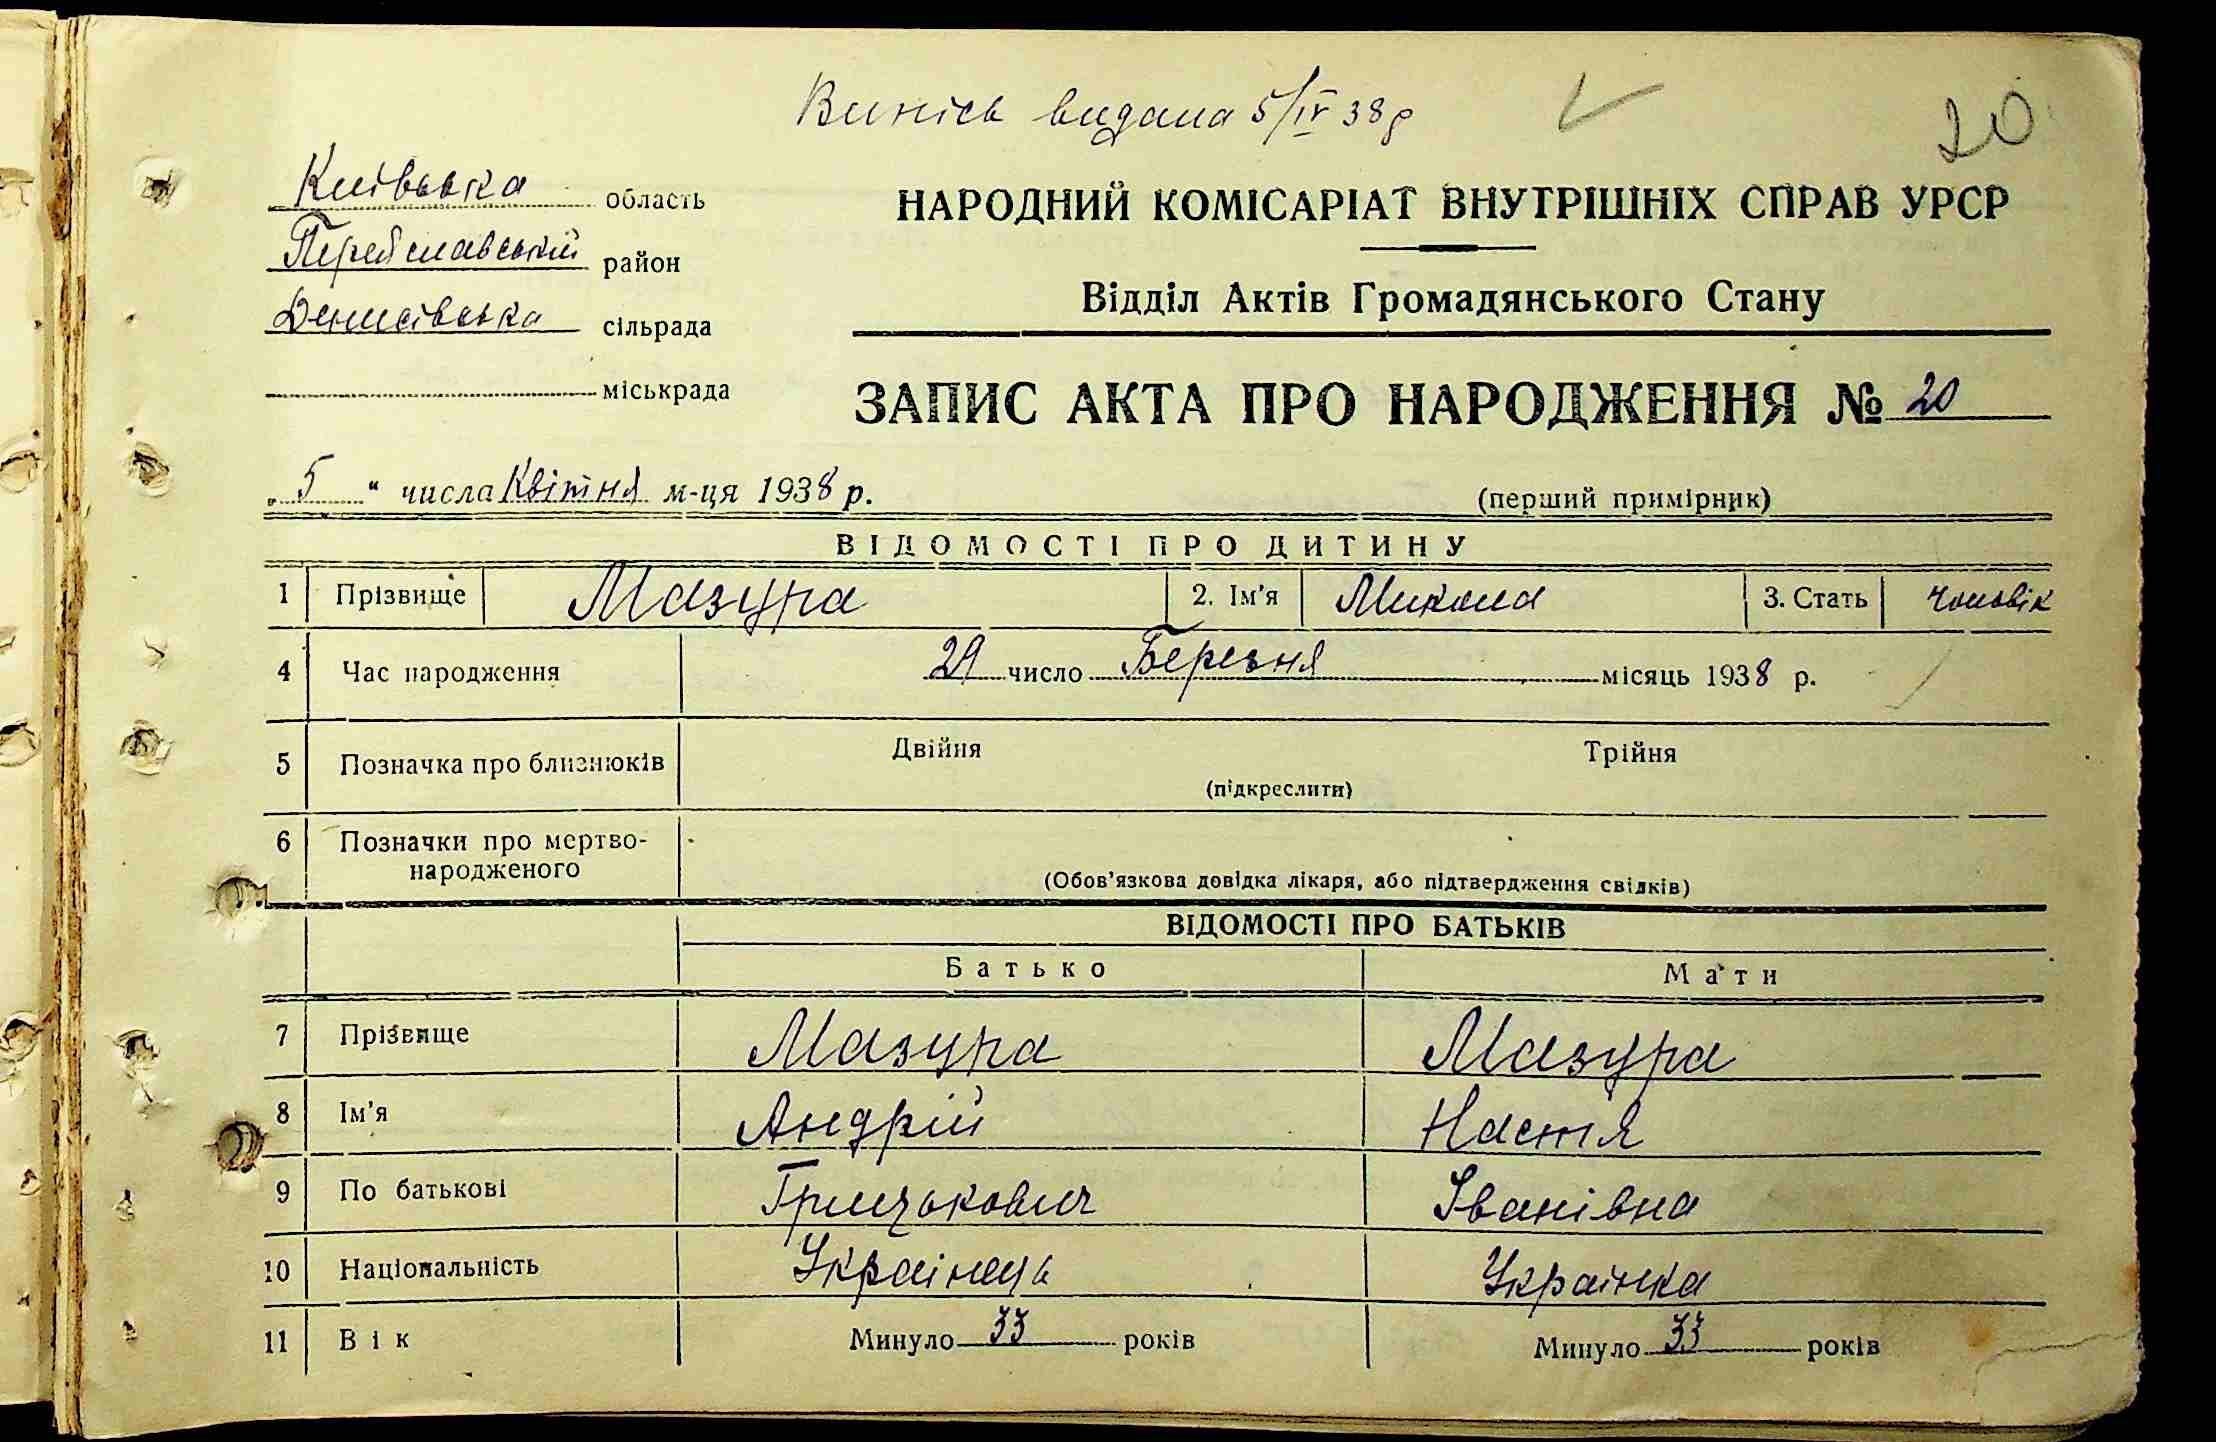 Випісь видана 5/IV 38 р
20
Київська область
НАРОДНИЙ КОМІСАРІАТ ВНУТРІШНІХ СПРАВ УРСР
Переяславський район
Відділ Актів Громадянського Стану
Денисівська сільрада
міськрада
ЗАПИС АКТА ПРО НАРОДЖЕННЯ № 20
„ 5 “ числа Квітня м-ця 1938 р.
(перший примірник)
ВІДОМОСТІ ПРО ДИТИНУ
1 Прізвище Мазура 2. Ім'я Микола 3. Стать чоловік
4 Час народження 29 число Березня місяць 1938 р.
5 Позначка про близнюків Двійня Трійня
(підкреслити)
6 Позначки про мертво-
народженого
(Обов'язкова довідка лікаря, або підтвердження свідків)
ВІДОМОСТІ ПРО БАТЬКІВ
Батько Мати
7 Прізвище Мазура Мазура
8 Ім'я Андрій Настя
9 По батькові Грицькович Іванівна
10 Національність Українець Українка
11 Вік Минуло 33 років Минуло 33 років